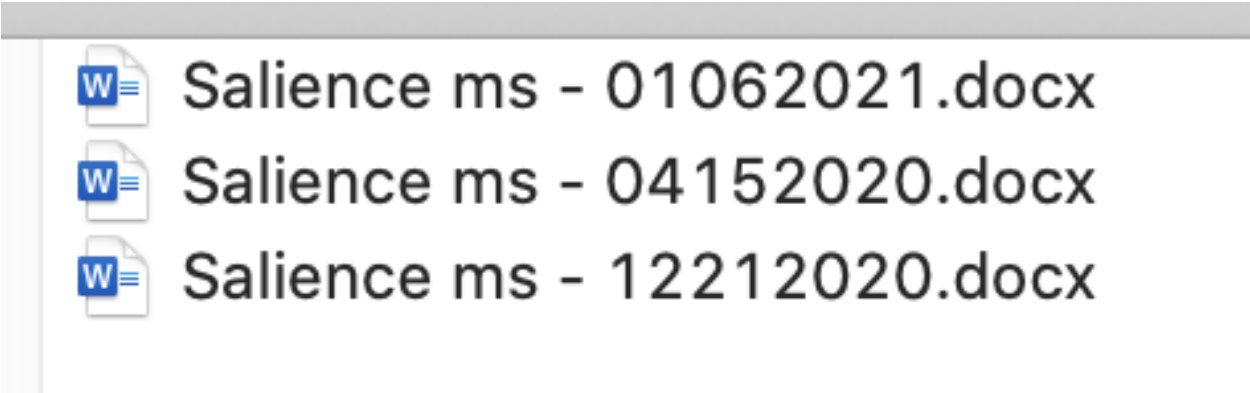 Salience ms - 01062021.docx
Salience ms - 04152020.docx
Salience ms - 12212020.docx